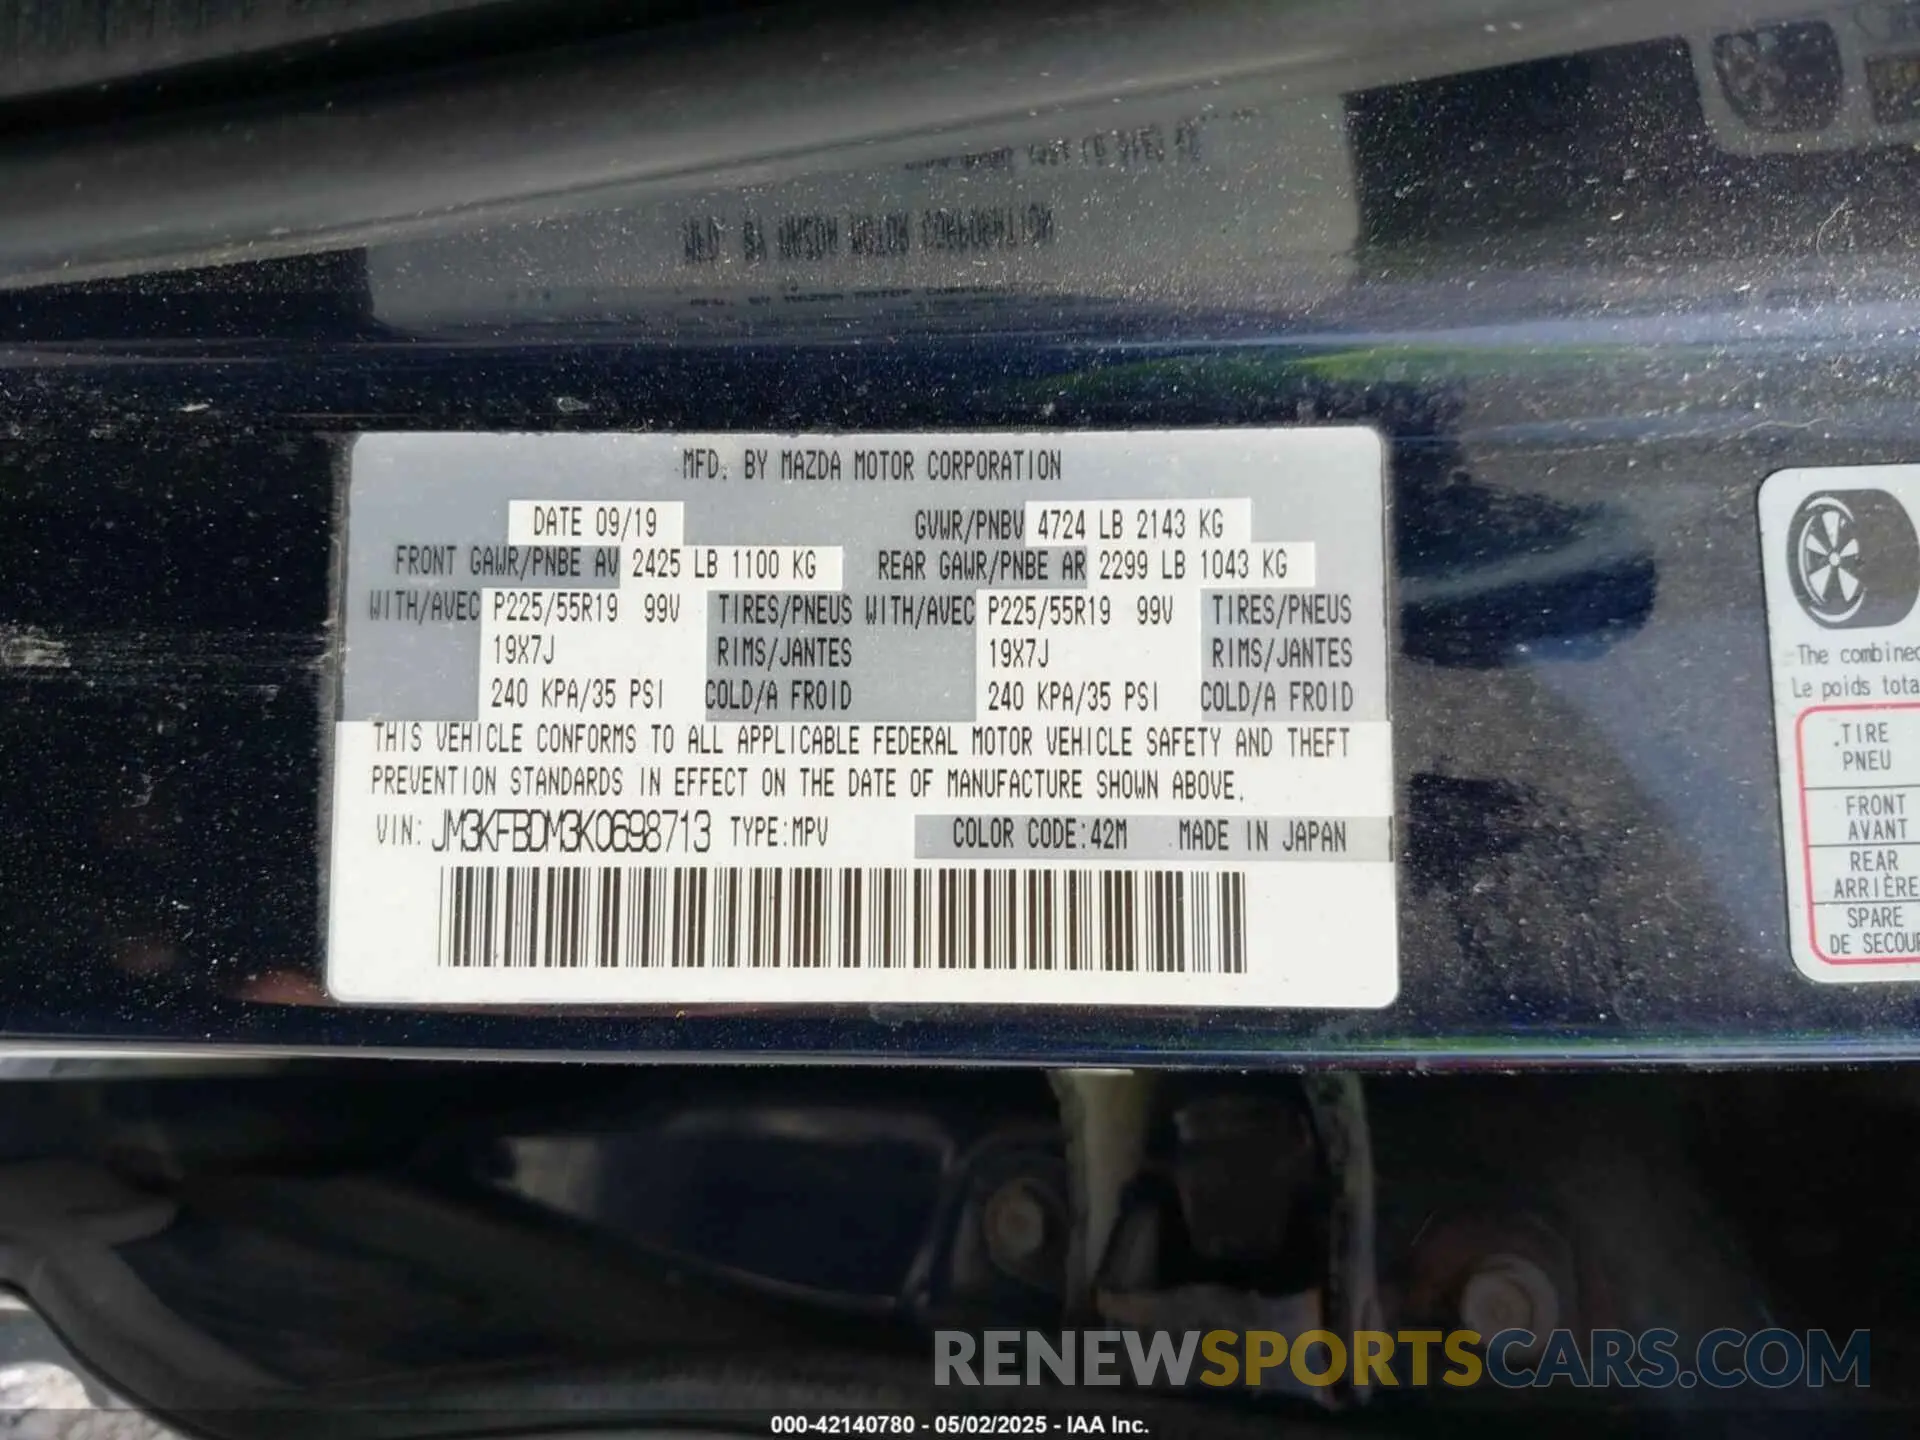 MFD. BY MAZDA MOTOR CORPORATION
DATE 09/19 GVWR/PNBV 4724 LB 2143 KG
FRONT GAWR/PNBE AV 2425 LB 1100 KG REAR GAWR/PNBE AR 2299 LB 1043 KG
WITH/AVEC P225/55R19 99V TIRES/PNEUS WITH/AVEC P225/55R19 99V TIRES/PNEUS
19X7J RIMS/JANTES 19X7J RIMS/JANTES
240 KPA/35 PSI COLD/A FROID 240 KPA/35 PSI COLD/A FROID
THIS VEHICLE CONFORMS TO ALL APPLICABLE FEDERAL MOTOR VEHICLE SAFETY AND THEFT
PREVENTION STANDARDS IN EFFECT ON THE DATE OF MANUFACTURE SHOWN ABOVE.
VIN: JM3KFBDM3K0698713 TYPE:MPV COLOR CODE:42M MADE IN JAPAN
The combined
Le poids tota
TIRE
PNEU
FRONT
AVANT
REAR
ARRIÈRE
SPARE
DE SECOU
RENEWSPORTSCARS.COM
000-42140780 - 05/02/2025 - IAA Inc.